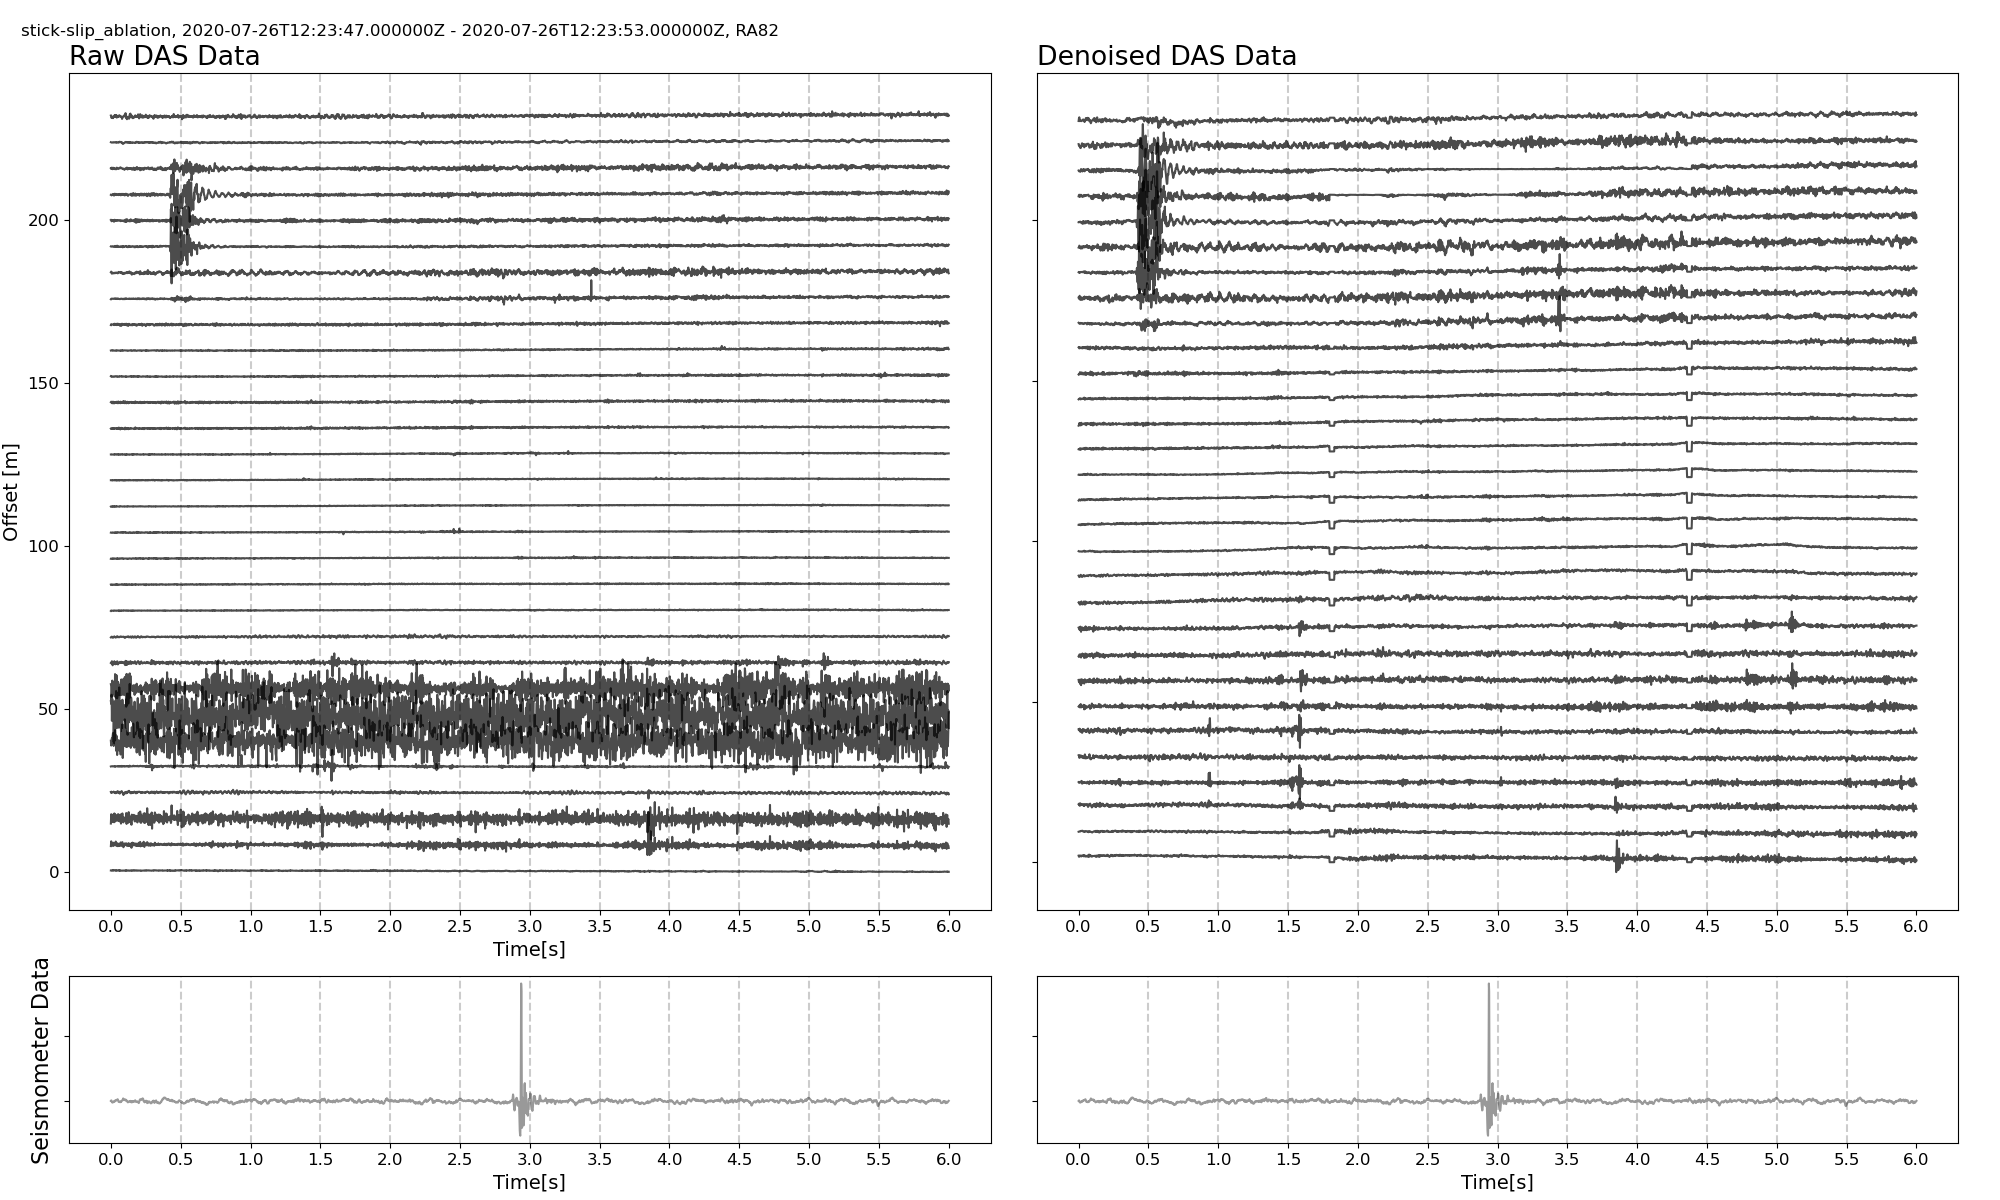 stick-slip_ablation, 2020-07-26T12:23:47.000000Z - 2020-07-26T12:23:53.000000Z, RA82
Raw DAS Data
Denoised DAS Data
Offset [m]
200
150
100
50
0
0.0 0.5 1.0 1.5 2.0 2.5 3.0 3.5 4.0 4.5 5.0 5.5 6.0
Time[s]
0.0 0.5 1.0 1.5 2.0 2.5 3.0 3.5 4.0 4.5 5.0 5.5 6.0
Seismometer Data
0.0 0.5 1.0 1.5 2.0 2.5 3.0 3.5 4.0 4.5 5.0 5.5 6.0
Time[s]
0.0 0.5 1.0 1.5 2.0 2.5 3.0 3.5 4.0 4.5 5.0 5.5 6.0
Time[s]